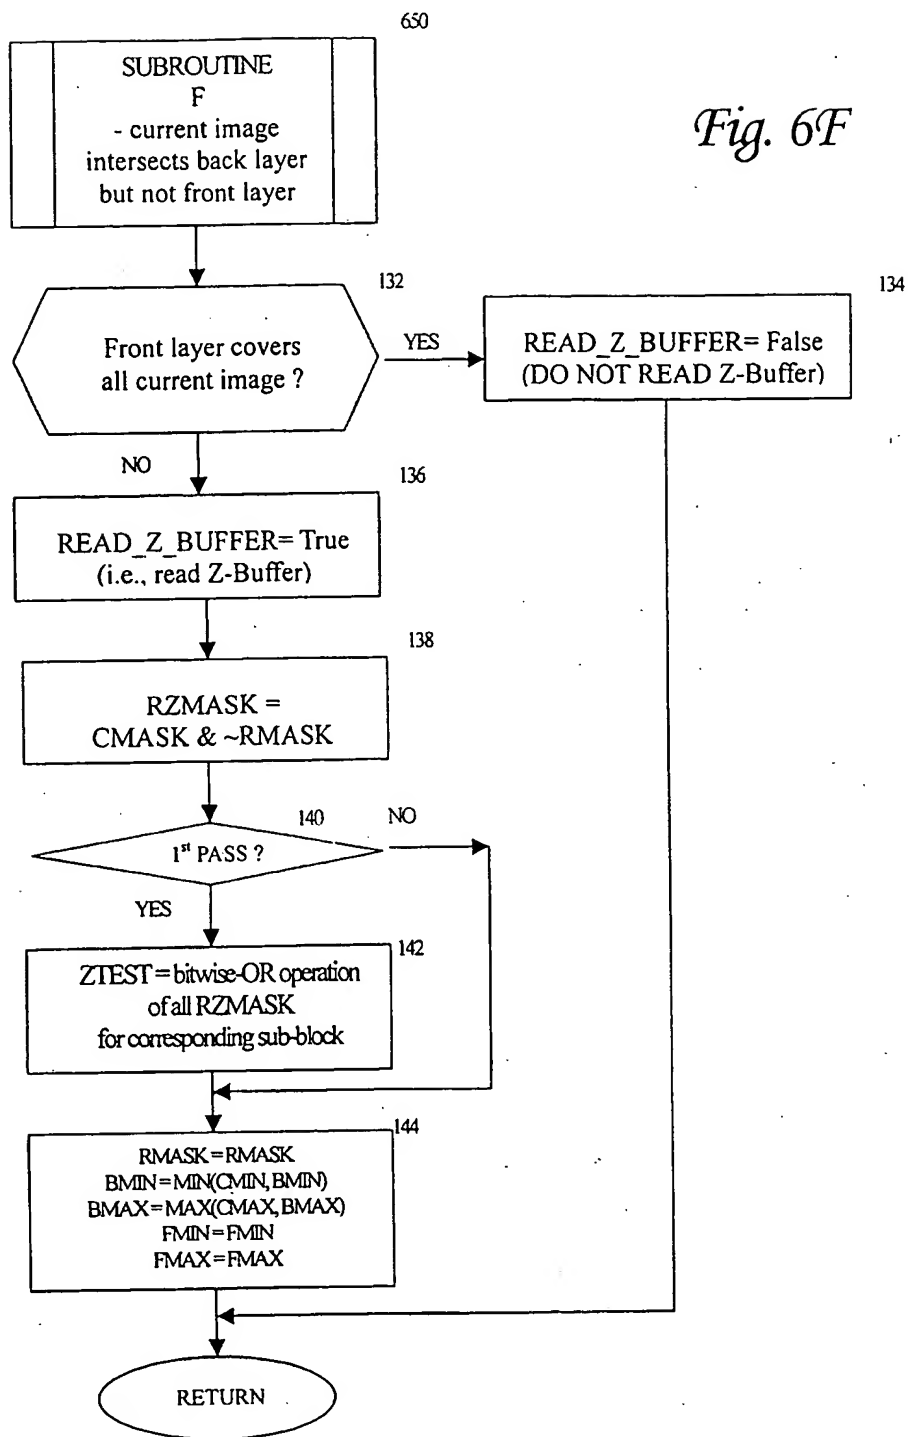 650
SUBROUTINE
F
- current image
intersects back layer
but not front layer
Fig. 6F
132
Front layer covers
all current image ?
YES
134
READ_Z_BUFFER= False
(DO NOT READ Z-Buffer)
NO
136
READ_Z_BUFFER= True
(i.e., read Z-Buffer)
138
RZMASK =
CMASK & ~RMASK
140
NO
1st PASS ?
YES
142
ZTEST = bitwise-OR operation
of all RZMASK
for corresponding sub-block
144
RMASK = RMASK
BMIN = MIN(CMIN, BMIN)
BMAX = MAX(CMAX, BMAX)
FMIN = FMIN
FMAX = FMAX
RETURN